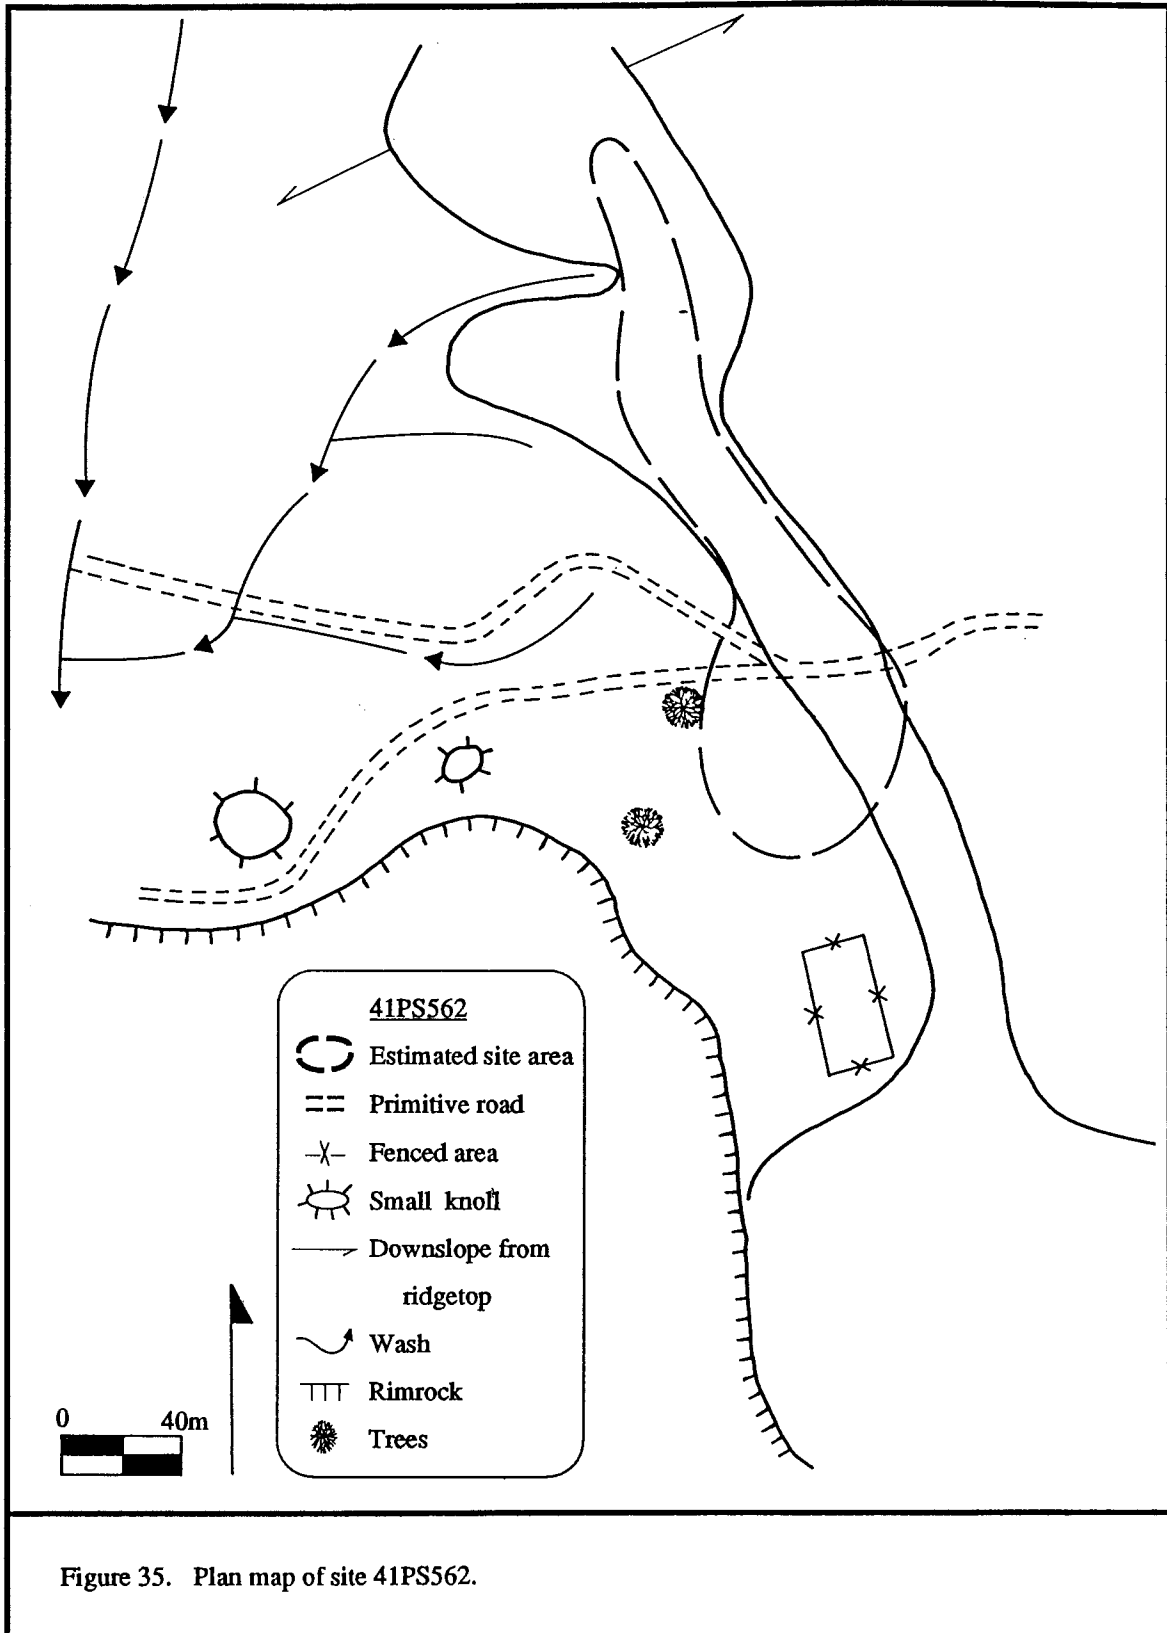 41PS562
Estimated site area
Primitive road
Fenced area
Small knoll
Downslope from
ridgetop
Wash
Rimrock
Trees
0 40m
Figure 35. Plan map of site 41PS562.